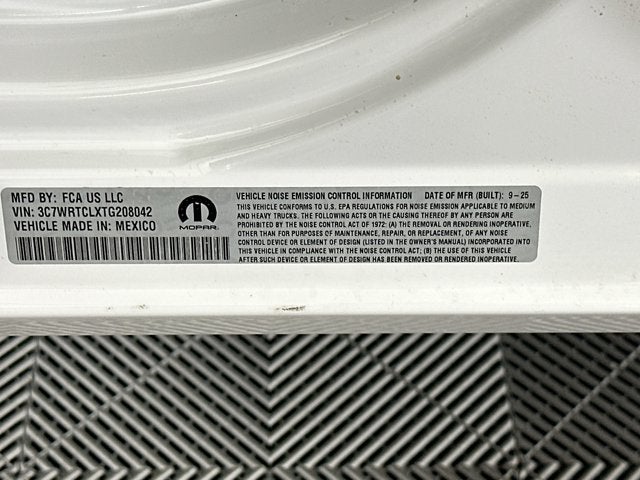 MFD BY: FCA US LLC
VIN: 3C7WRTCLXTG208042
VEHICLE MADE IN: MEXICO
MOPAR.
VEHICLE NOISE EMISSION CONTROL INFORMATION DATE OF MFR (BUILT): 9-25
THIS VEHICLE CONFORMS TO U.S. EPA REGULATIONS FOR NOISE EMISSION APPLICABLE TO MEDIUM
AND HEAVY TRUCKS. THE FOLLOWING ACTS OR THE CAUSING THEREOF BY ANY PERSON ARE
PROHIBITED BY THE NOISE CONTROL ACT OF 1972: (A) THE REMOVAL OR RENDERING INOPERATIVE,
OTHER THAN FOR PURPOSES OF MAINTENANCE, REPAIR, OR REPLACEMENT, OF ANY NOISE
CONTROL DEVICE OR ELEMENT OF DESIGN (LISTED IN THE OWNER'S MANUAL) INCORPORATED INTO
THIS VEHICLE IN COMPLIANCE WITH THE NOISE CONTROL ACT; (B) THE USE OF THIS VEHICLE
AFTER SUCH DEVICE OR ELEMENT OF DESIGN HAS BEEN REMOVED OR RENDERED INOPERATIVE.